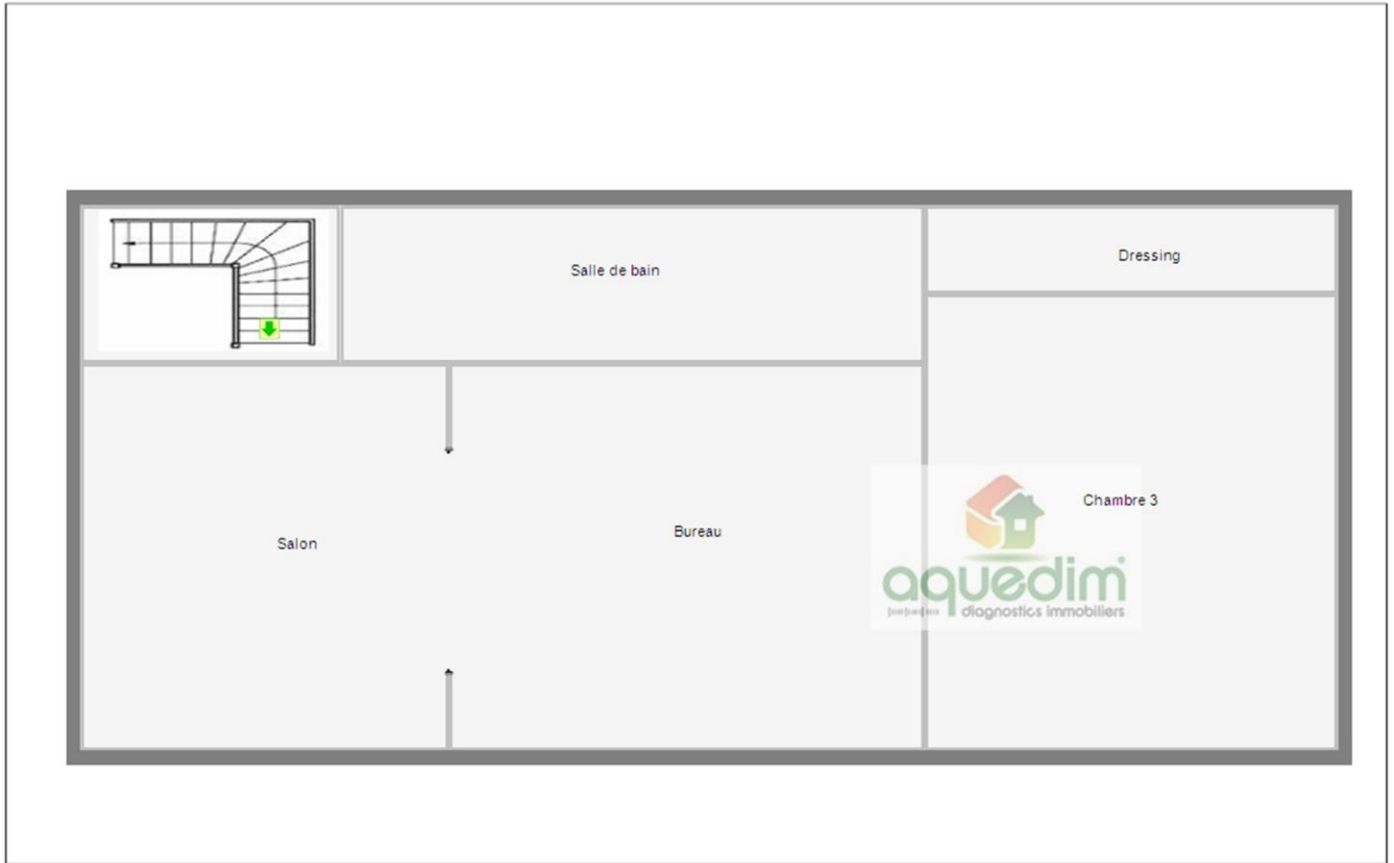 Salle de bain
Dressing
Salon
Bureau
Chambre 3
aquedim
diagnostics immobiliers